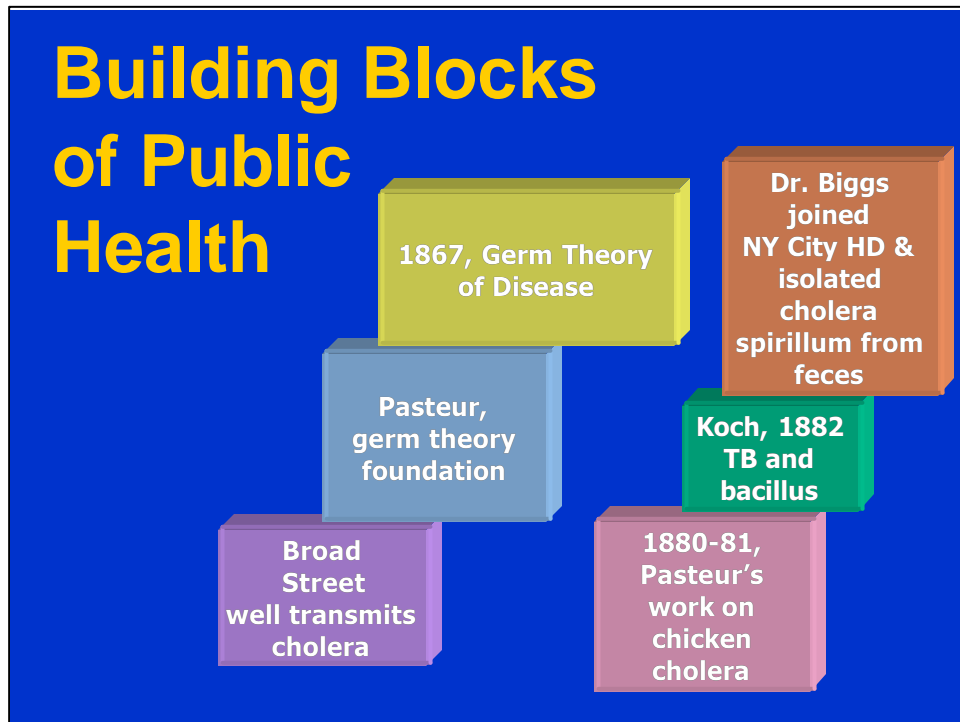 Building Blocks
of Public
Health
1867, Germ Theory
of Disease
Pasteur,
germ theory
foundation
Broad
Street
well transmits
cholera
Dr. Biggs
joined
NY City HD &
isolated
cholera
spirillum from
feces
Koch, 1882
TB and
bacillus
1880-81,
Pasteur’s
work on
chicken
cholera